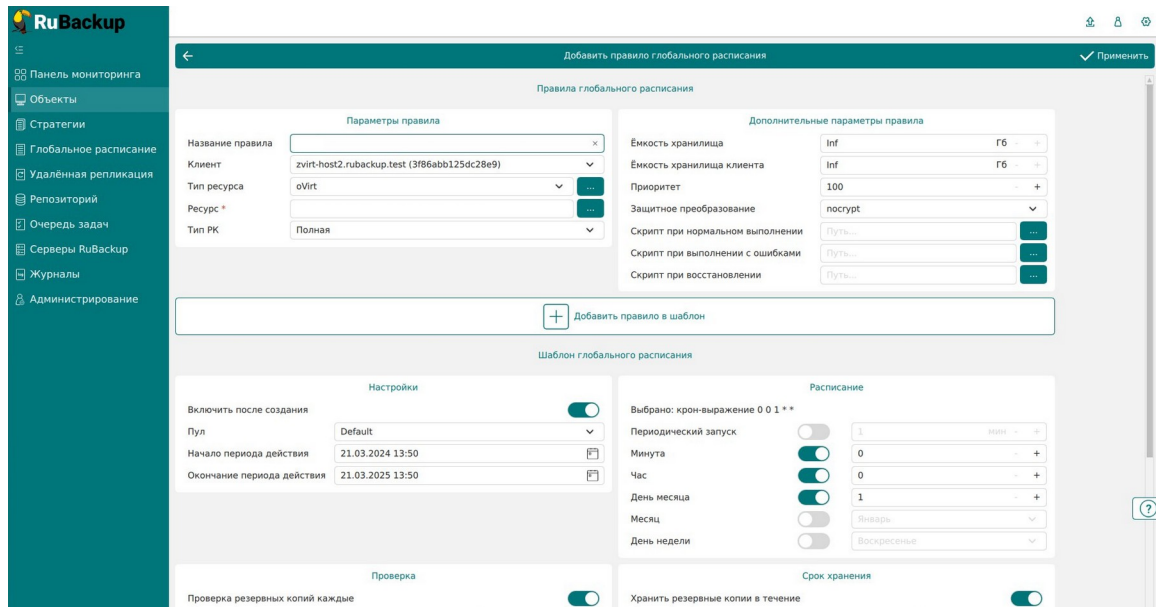 RuBackup
Панель мониторинга
Объекты
Стратегии
Глобальное расписание
Удалённая репликация
Репозиторий
Очередь задач
Серверы RuBackup
Журналы
Администрирование
Добавить правило глобального расписания
Применить
Правила глобального расписания
Параметры правила
Название правила
Клиент zvirt-host2.rubackup.test (3f86abb125dc28e9)
Тип ресурса oVirt ...
Ресурс * ...
Тип РК Полная
Дополнительные параметры правила
Ёмкость хранилища Inf Гб - +
Ёмкость хранилища клиента Inf Гб - +
Приоритет 100 - +
Защитное преобразование nocrypt
Скрипт при нормальном выполнении Путь... ...
Скрипт при выполнении с ошибками Путь... ...
Скрипт при восстановлении Путь... ...
Добавить правило в шаблон
Шаблон глобального расписания
Настройки
Включить после создания
Пул Default
Начало периода действия 21.03.2024 13:50
Окончание периода действия 21.03.2025 13:50
Расписание
Выбрано: крон-выражение 0 0 1 * *
Периодический запуск 1 мин - +
Минута 0 - +
Час 0 - +
День месяца 1 - +
Месяц Январь
День недели Воскресенье
?
Проверка
Проверка резервных копий каждые
Срок хранения
Хранить резервные копии в течение